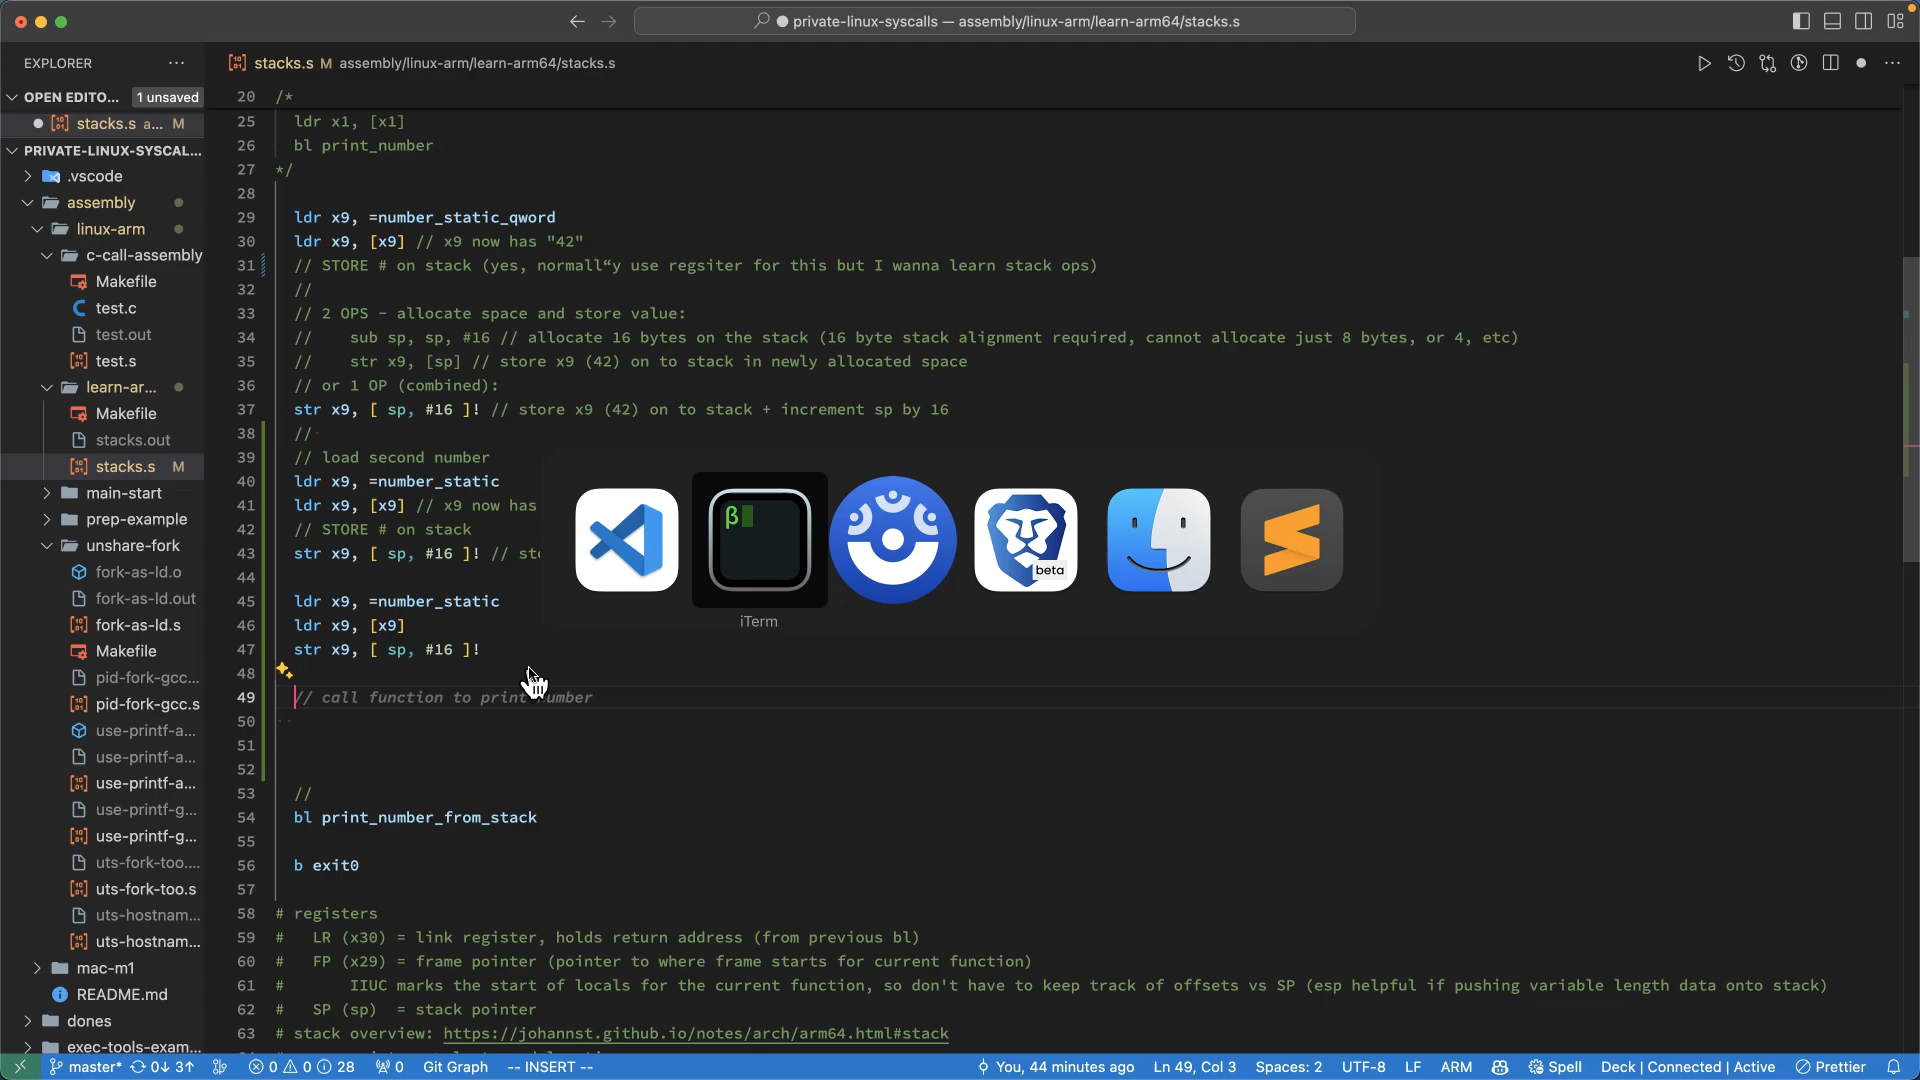 private-linux-syscalls — assembly/linux-arm/learn-arm64/stacks.s
EXPLORER
stacks.s M assembly/linux-arm/learn-arm64/stacks.s
OPEN EDITO... 1 unsaved
stacks.s a... M
PRIVATE-LINUX-SYSCAL...
.vscode
assembly
linux-arm
c-call-assembly
Makefile
test.c
test.out
test.s
learn-ar...
Makefile
stacks.out
stacks.s M
main-start
prep-example
unshare-fork
fork-as-ld.o
fork-as-ld.out
fork-as-ld.s
Makefile
pid-fork-gcc...
pid-fork-gcc.s
use-printf-a...
use-printf-a...
use-printf-a...
use-printf-g...
use-printf-g...
uts-fork-too....
uts-fork-too.s
uts-hostnam...
uts-hostnam...
mac-m1
README.md
dones
exec-tools-exam...
20 /*
25 ldr x1, [x1]
26 bl print_number
27 */
28
29 ldr x9, =number_static_qword
30 ldr x9, [x9] // x9 now has "42"
31 // STORE # on stack (yes, normall“y use regsiter for this but I wanna learn stack ops)
32 //
33 // 2 OPS - allocate space and store value:
34 // sub sp, sp, #16 // allocate 16 bytes on the stack (16 byte stack alignment required, cannot allocate just 8 bytes, or 4, etc)
35 // str x9, [sp] // store x9 (42) on to stack in newly allocated space
36 // or 1 OP (combined):
37 str x9, [ sp, #16 ]! // store x9 (42) on to stack + increment sp by 16
38 //
39 // load second number
40 ldr x9, =number_static
41 ldr x9, [x9] // x9 now has
42 // STORE # on stack
43 str x9, [ sp, #16 ]! // sto
44
45 ldr x9, =number_static
46 ldr x9, [x9]
47 str x9, [ sp, #16 ]!
48
49 // call function to print number
50
51
52
53 //
54 bl print_number_from_stack
55
56 b exit0
57
58 # registers
59 # LR (x30) = link register, holds return address (from previous bl)
60 # FP (x29) = frame pointer (pointer to where frame starts for current function)
61 # IIUC marks the start of locals for the current function, so don't have to keep track of offsets vs SP (esp helpful if pushing variable length data onto stack)
62 # SP (sp) = stack pointer
63 # stack overview: https://johannst.github.io/notes/arch/arm64.html#stack
β
beta
iTerm
master* 0↓ 3↑ 0 0 28 0 Git Graph -- INSERT -- You, 44 minutes ago Ln 49, Col 3 Spaces: 2 UTF-8 LF ARM Spell Deck | Connected | Active Prettier